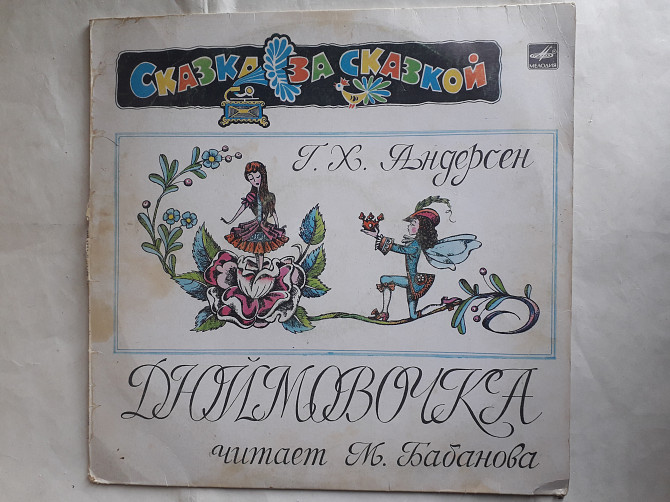 СКАЗКА ЗА СКАЗКОЙ
МЕЛОДИЯ
Г. Х. Андерсен
ДЮЙМОВОЧКА
читает М. Бабанова